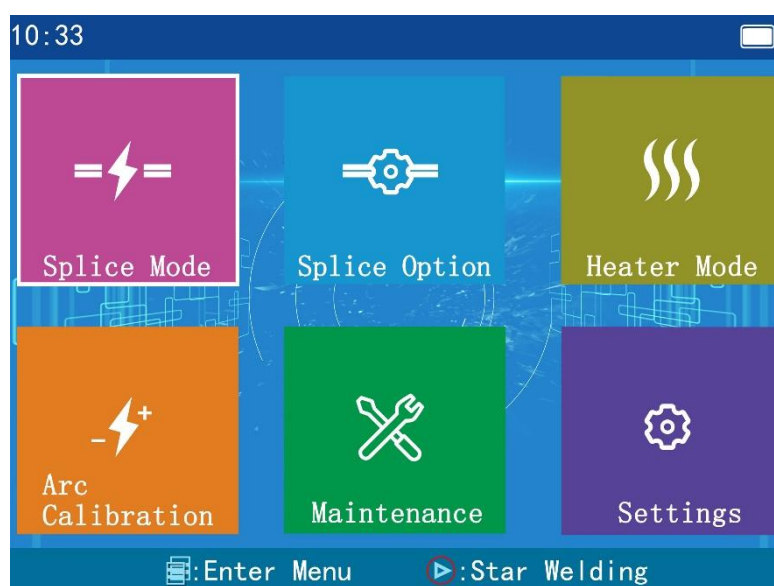 10:33
Splice Mode
Splice Option
Heater Mode
Arc
Calibration
Maintenance
Settings
:Enter Menu
:Star Welding